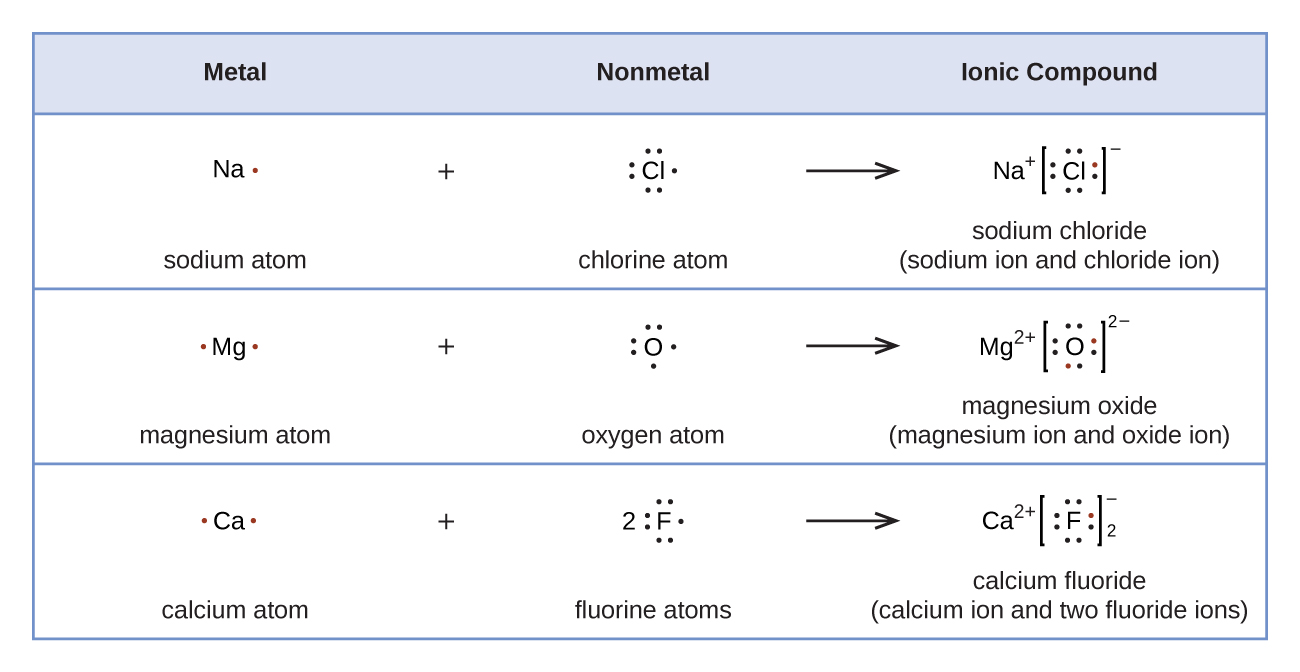 Metal Nonmetal Ionic Compound
Na · + :Cl · ⟶ Na⁺ [:Cl:]⁻
sodium atom chlorine atom sodium chloride
(sodium ion and chloride ion)
· Mg · + :O · ⟶ Mg²⁺ [:O:]²⁻
magnesium atom oxygen atom magnesium oxide
(magnesium ion and oxide ion)
· Ca · + 2 :F · ⟶ Ca²⁺ [:F:]⁻₂
calcium atom fluorine atoms calcium fluoride
(calcium ion and two fluoride ions)